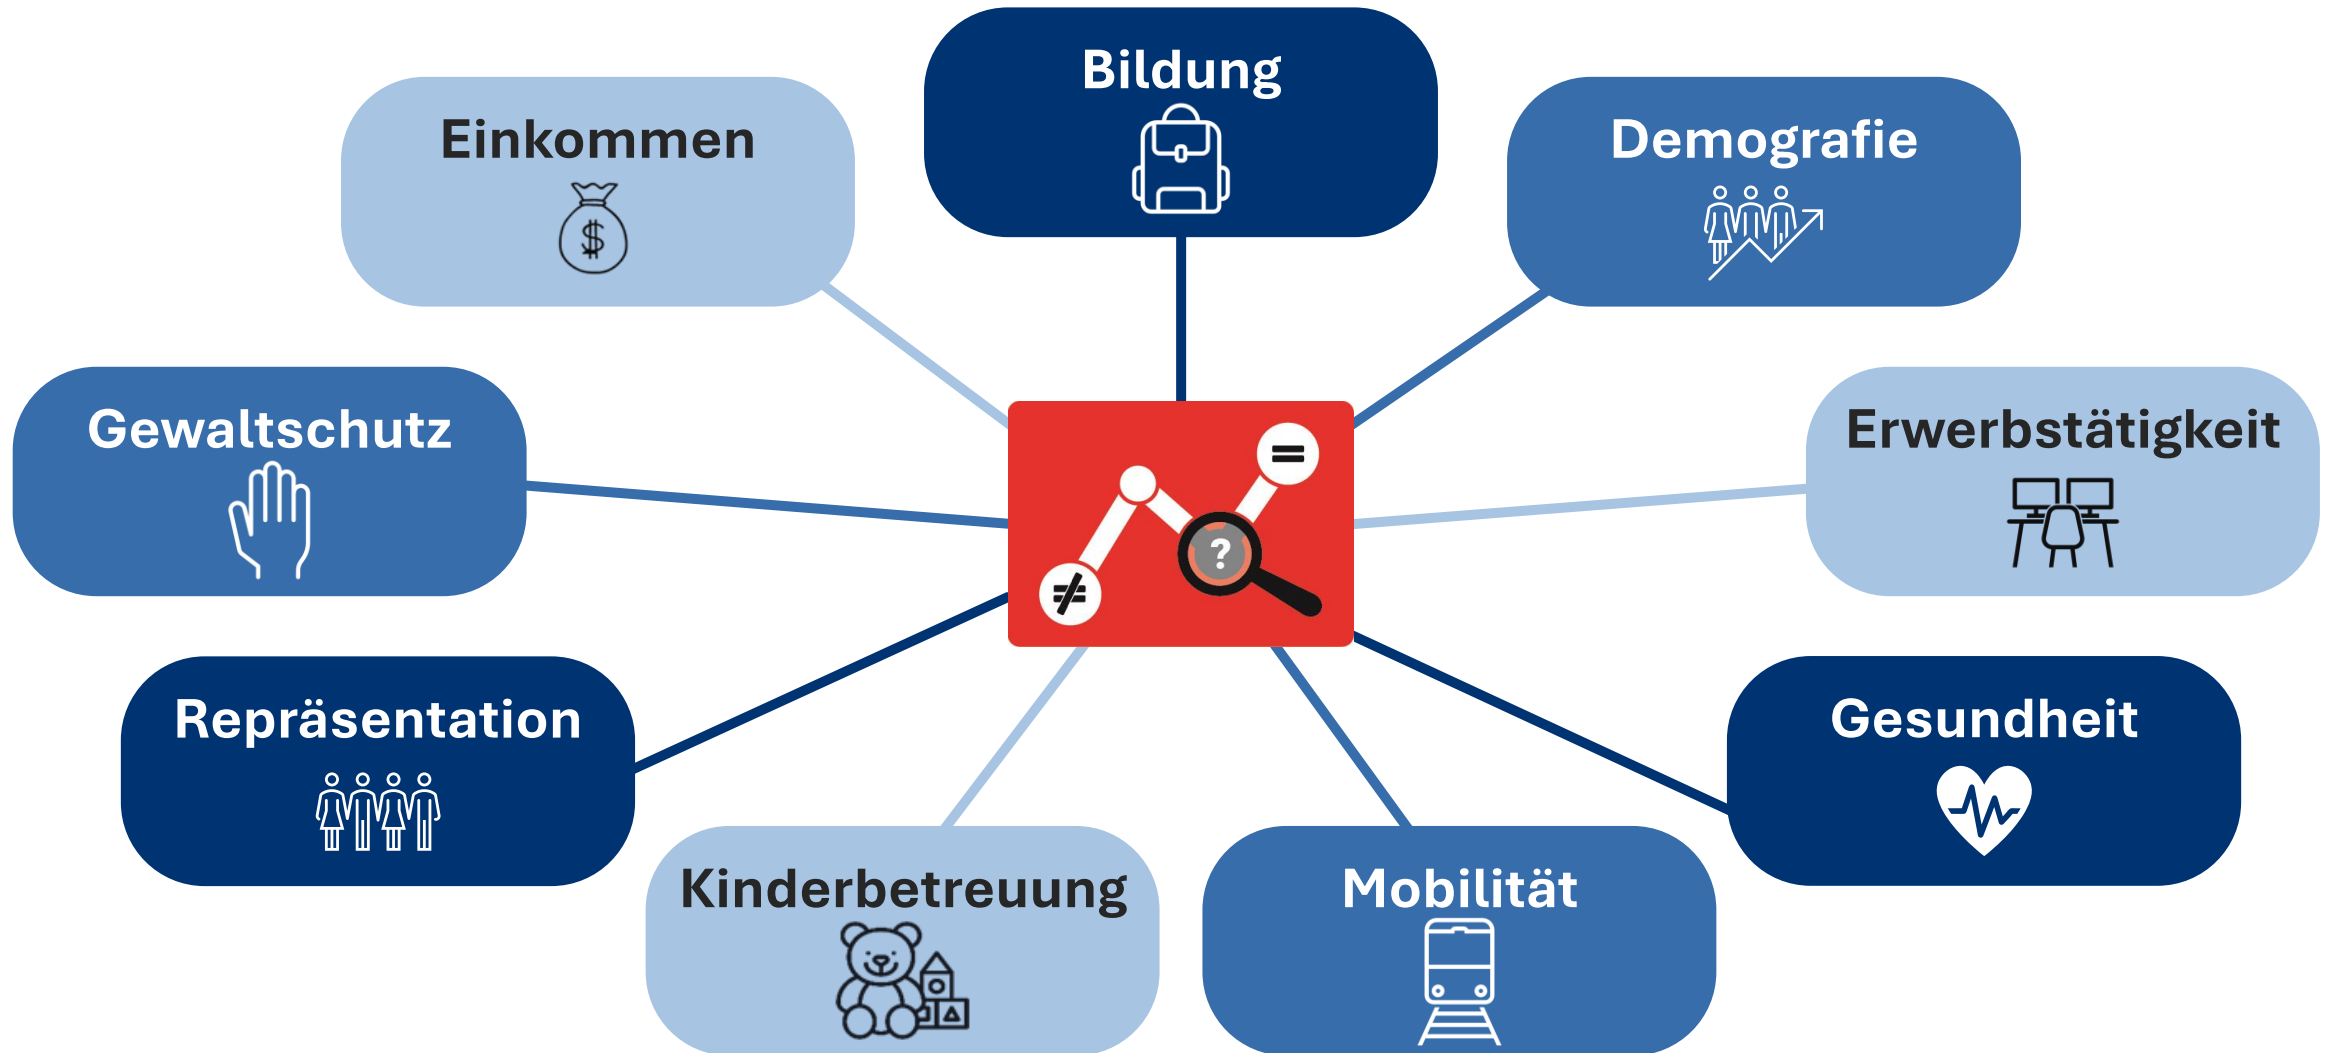 Bildung
Einkommen
$
Demografie
Gewaltschutz
Erwerbstätigkeit
=
?
≠
Repräsentation
Gesundheit
Kinderbetreuung
Mobilität